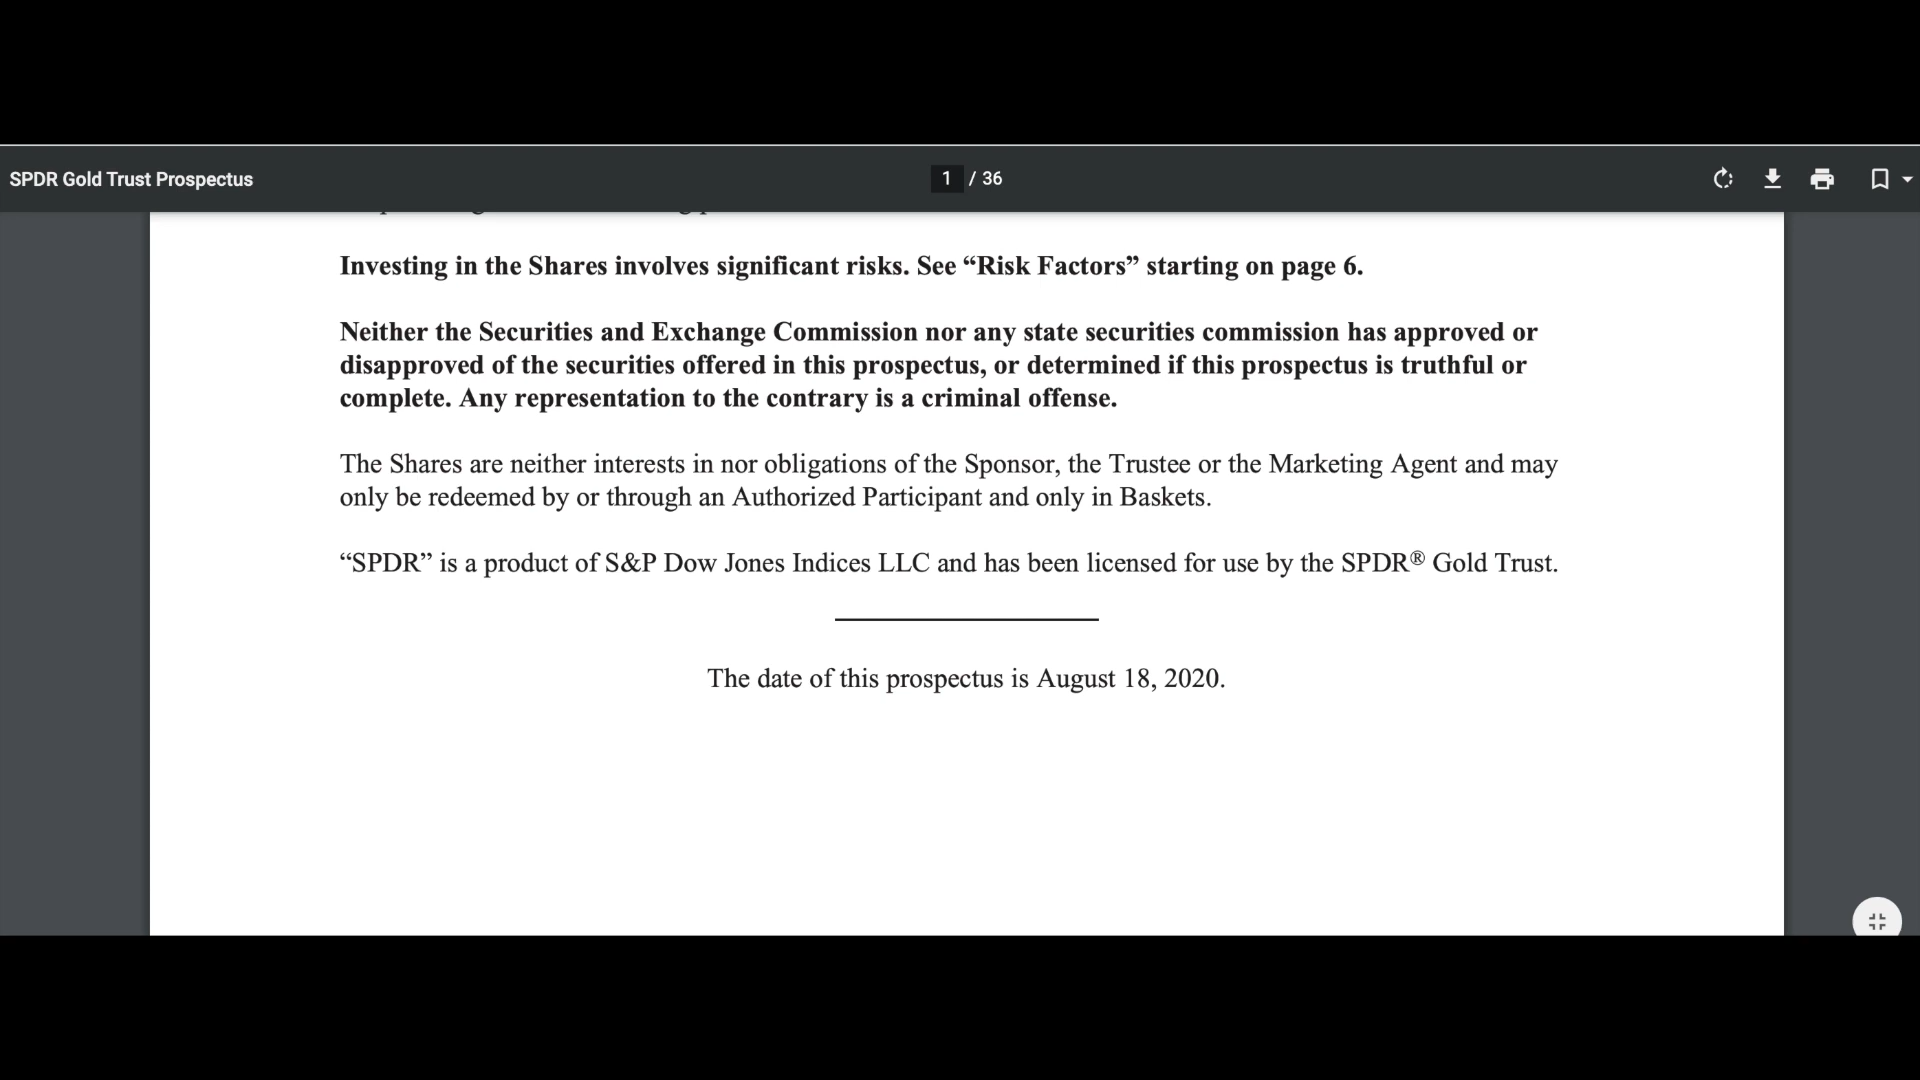 SPDR Gold Trust Prospectus
1 / 36
Investing in the Shares involves significant risks. See “Risk Factors” starting on page 6.
Neither the Securities and Exchange Commission nor any state securities commission has approved or
disapproved of the securities offered in this prospectus, or determined if this prospectus is truthful or
complete. Any representation to the contrary is a criminal offense.
The Shares are neither interests in nor obligations of the Sponsor, the Trustee or the Marketing Agent and may
only be redeemed by or through an Authorized Participant and only in Baskets.
“SPDR” is a product of S&P Dow Jones Indices LLC and has been licensed for use by the SPDR® Gold Trust.
The date of this prospectus is August 18, 2020.